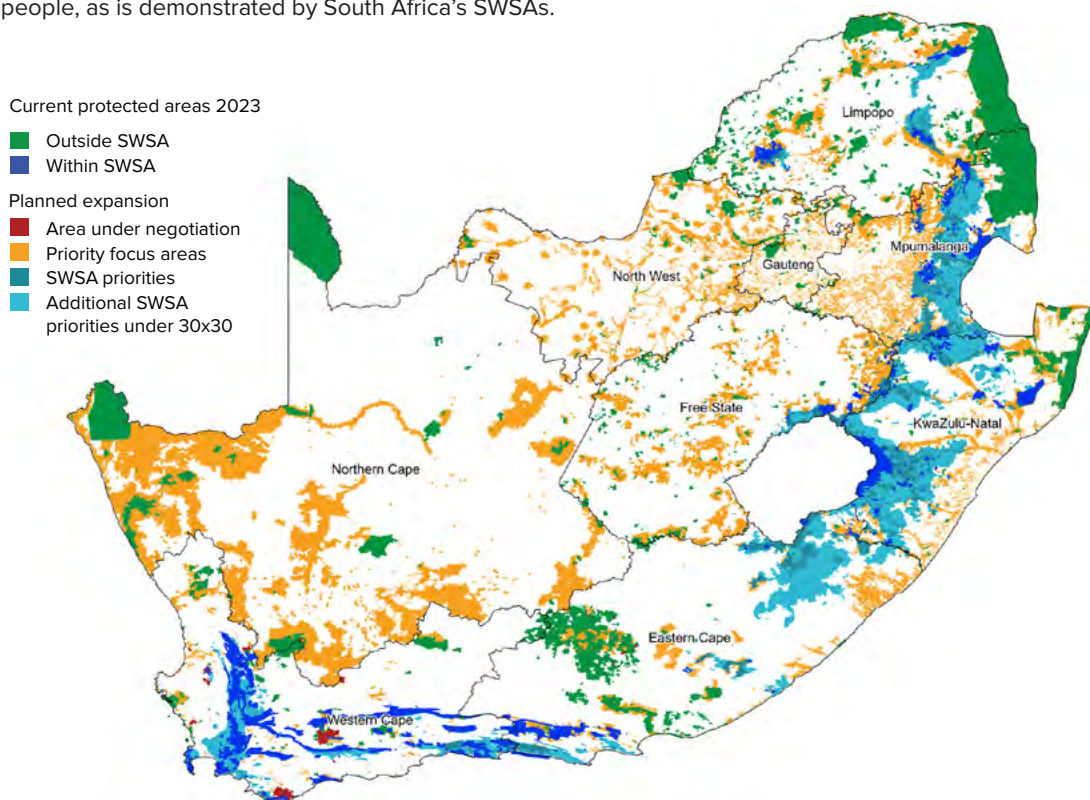 people, as is demonstrated by South Africa's SWSAs.
Current protected areas 2023
Outside SWSA
Within SWSA
Planned expansion
Area under negotiation
Priority focus areas
SWSA priorities
Additional SWSA
priorities under 30x30
Limpopo
Mpumalanga
Gauteng
North West
Free State
KwaZulu-Natal
Northern Cape
Eastern Cape
Western Cape